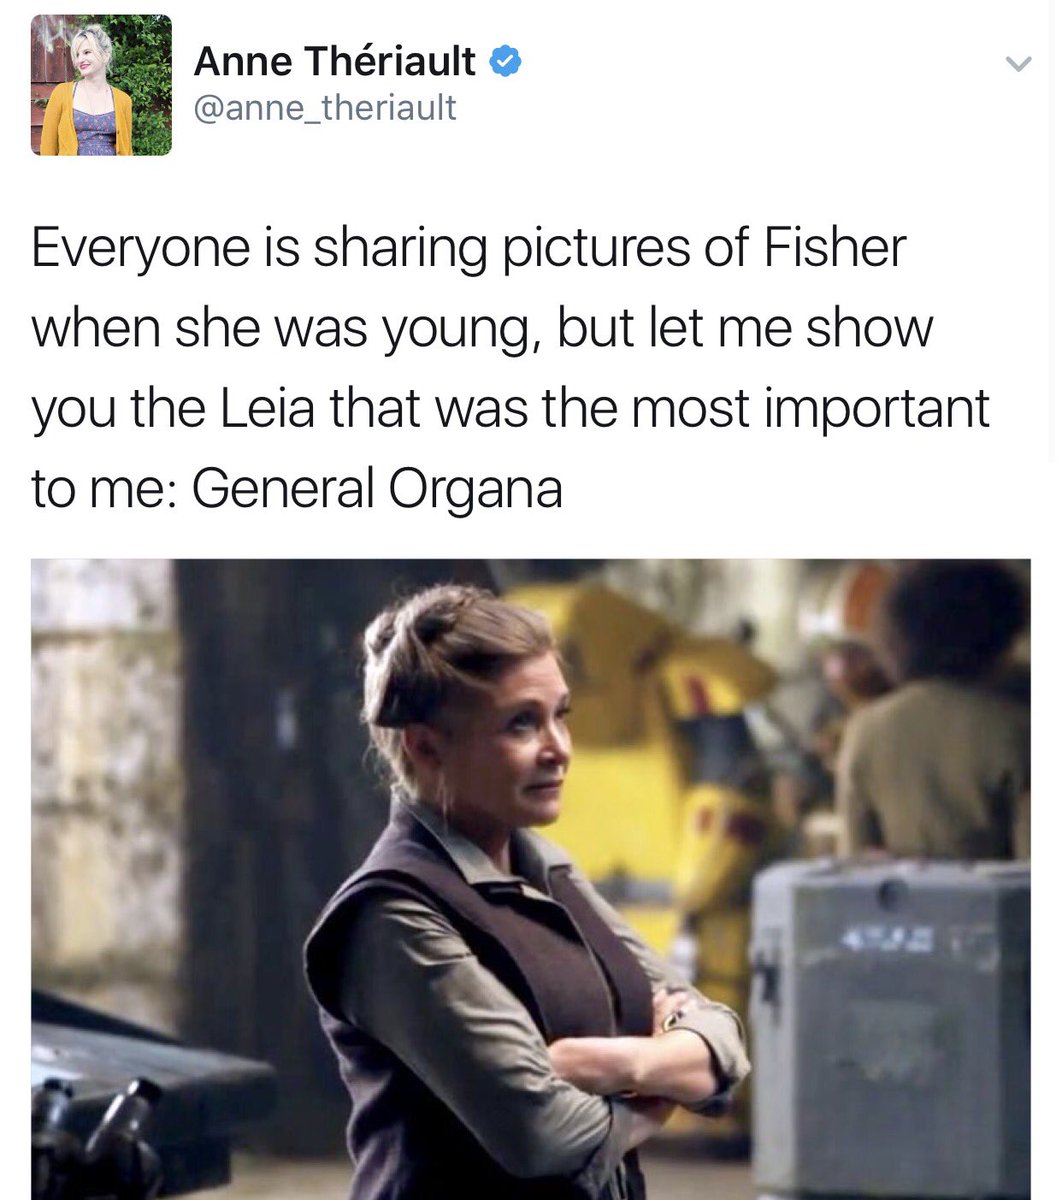 Anne Thériault
@anne_theriault
Everyone is sharing pictures of Fisher
when she was young, but let me show
you the Leia that was the most important
to me: General Organa